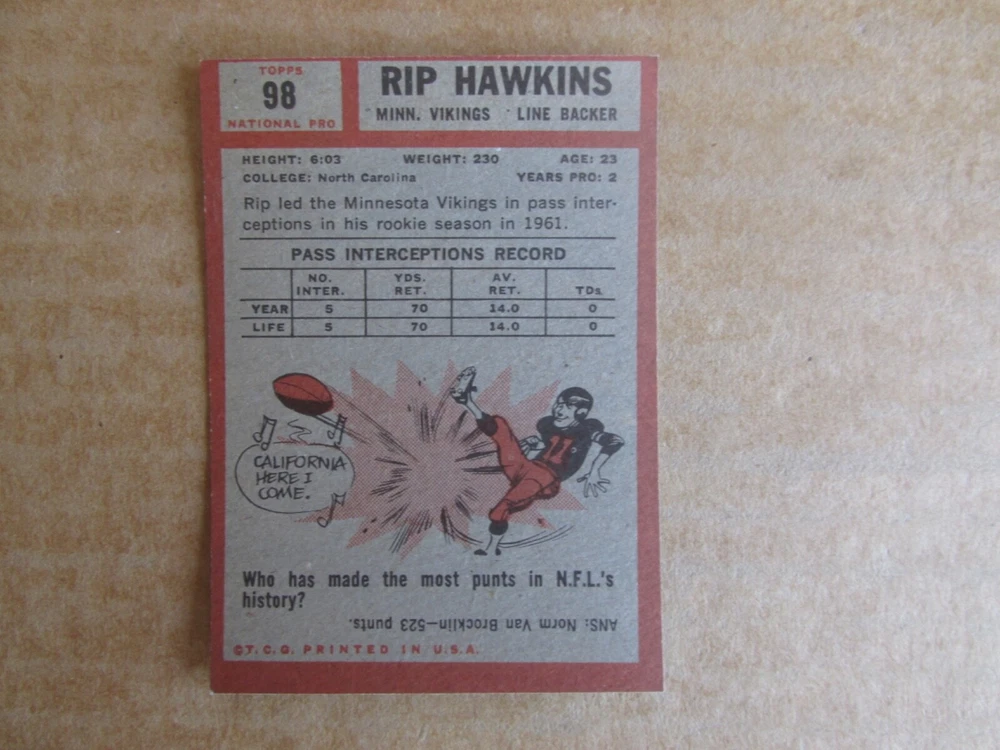 TOPPS
98
NATIONAL PRO
RIP HAWKINS
MINN. VIKINGS LINE BACKER
HEIGHT: 6:03 WEIGHT: 230 AGE: 23
COLLEGE: North Carolina YEARS PRO: 2
Rip led the Minnesota Vikings in pass inter-
ceptions in his rookie season in 1961.
PASS INTERCEPTIONS RECORD
NO. YDS. AV.
INTER. RET. RET. TDs
YEAR 5 70 14.0 0
LIFE 5 70 14.0 0
CALIFORNIA
HERE I
COME.
11
Who has made the most punts in N.F.L.'s
history?
ANS: Norm Van Brocklin—523 punts.
©T. C. G. PRINTED IN U.S.A.